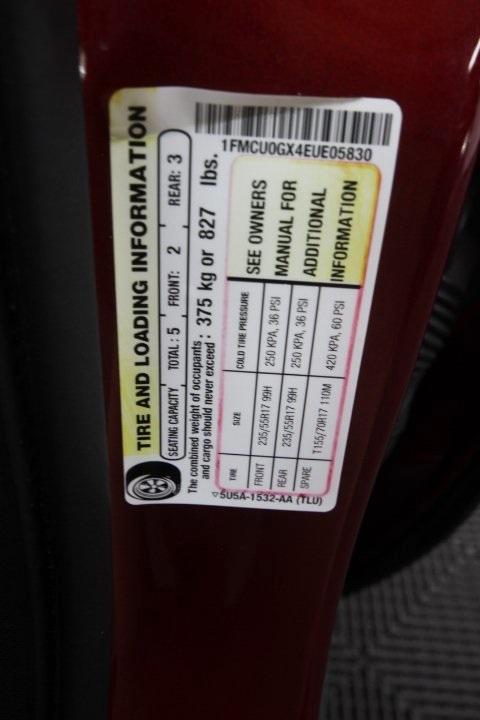 1FMCU0GX4EUE05830
TIRE AND LOADING INFORMATION
SEATING CAPACITY TOTAL: 5 FRONT: 2 REAR: 3
The combined weight of occupants
and cargo should never exceed: 375 kg or 827 lbs.
TIRE SIZE COLD TIRE PRESSURE
FRONT 235/55R17 99H 250 KPA, 36 PSI
REAR 235/55R17 99H 250 KPA, 36 PSI
SPARE T155/70R17 110M 420 KPA, 60 PSI
SEE OWNERS
MANUAL FOR
ADDITIONAL
INFORMATION
5U5A-1532-AA (TLU)